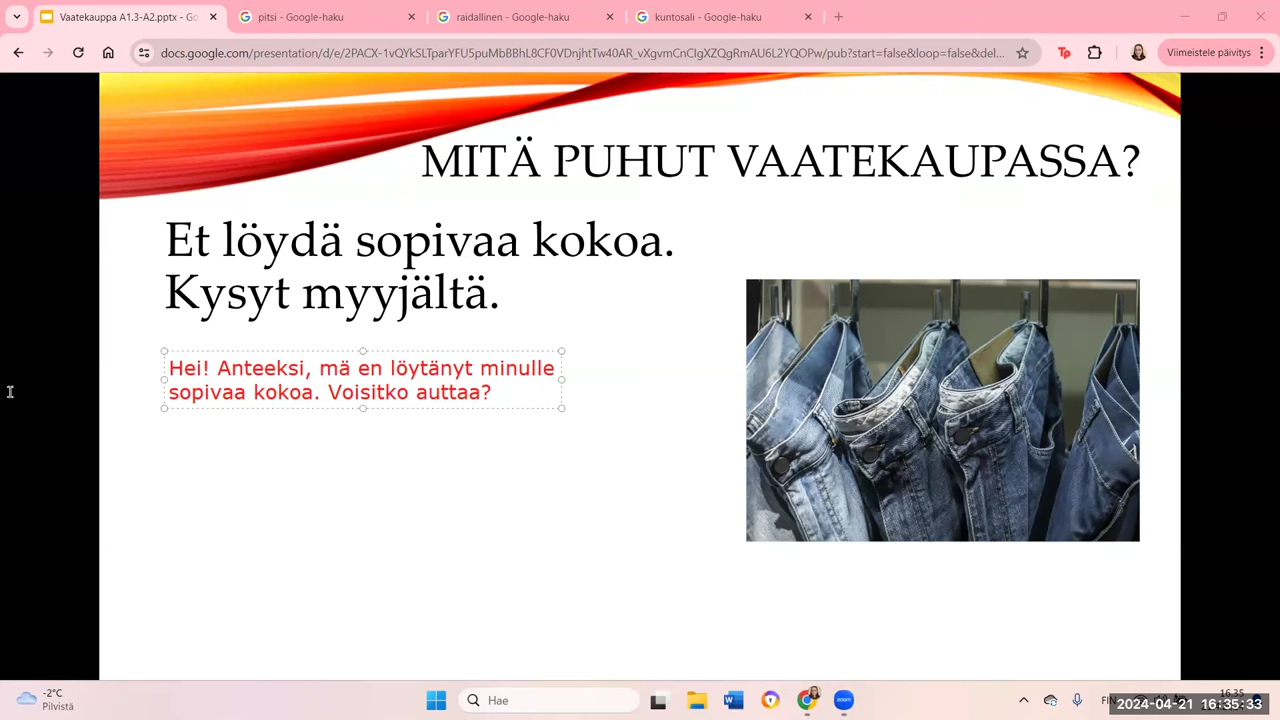 Vaatekauppa A1.3-A2.pptx - Go
pitsi - Google-haku
raidallinen - Google-haku
kuntosali - Google-haku
docs.google.com/presentation/d/e/2PACX-1vQYkSLTparYFU5puMbBBhL8CF0VDnjhtTw40AR_vXgvmCnClgXZQgRmAU6L2YQOPw/pub?start=false&loop=false&del...
Viimeistele päivitys
MITÄ PUHUT VAATEKAUPASSA?
Et löydä sopivaa kokoa.
Kysyt myyjältä.
Hei! Anteeksi, mä en löytänyt minulle
sopivaa kokoa. Voisitko auttaa?
-2°C
Pilvistä
Hae
zoom
FIN
16.35
2024-04-21 16:35:33